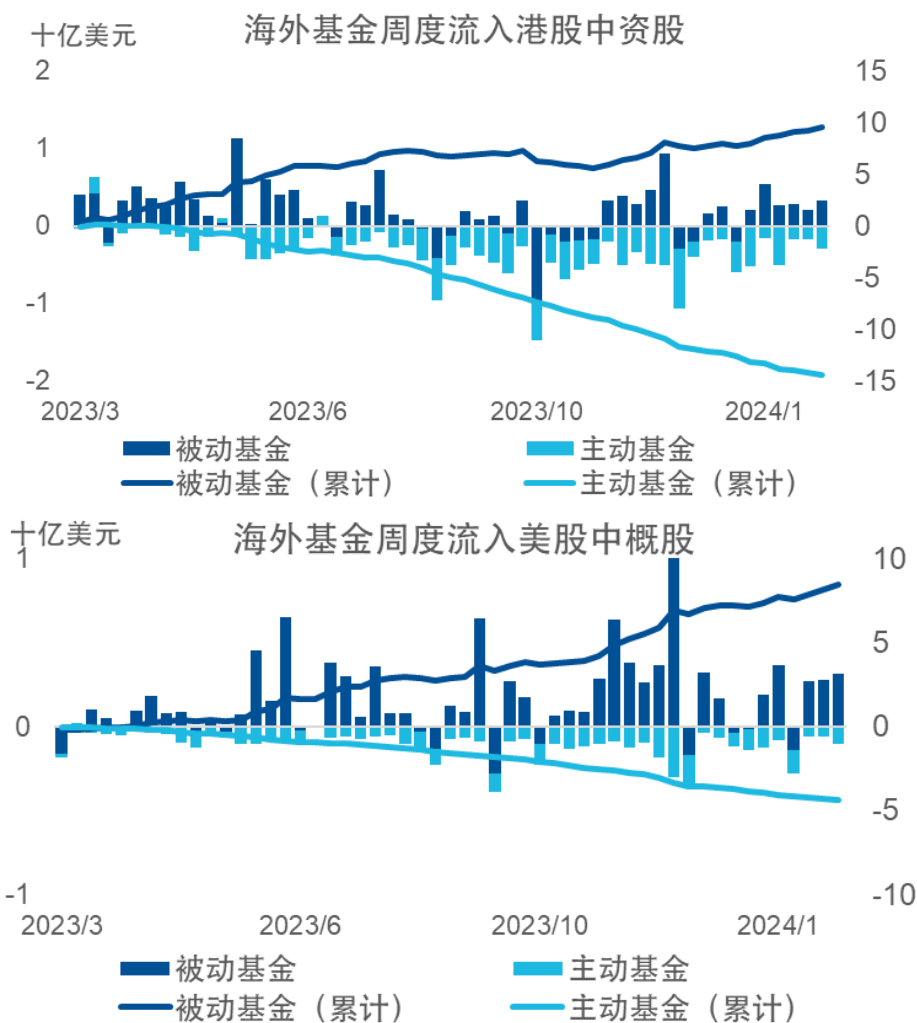 海外基金周度流入港股中资股
十亿美元
2
1
0
-1
-2
15
10
5
0
-5
-10
-15
2023/3
2023/6
2023/10
2024/1
被动基金
主动基金
被动基金（累计）
主动基金（累计）
海外基金周度流入美股中概股
十亿美元
1
0
-1
10
5
0
-5
-10
2023/3
2023/6
2023/10
2024/1
被动基金
主动基金
被动基金（累计）
主动基金（累计）